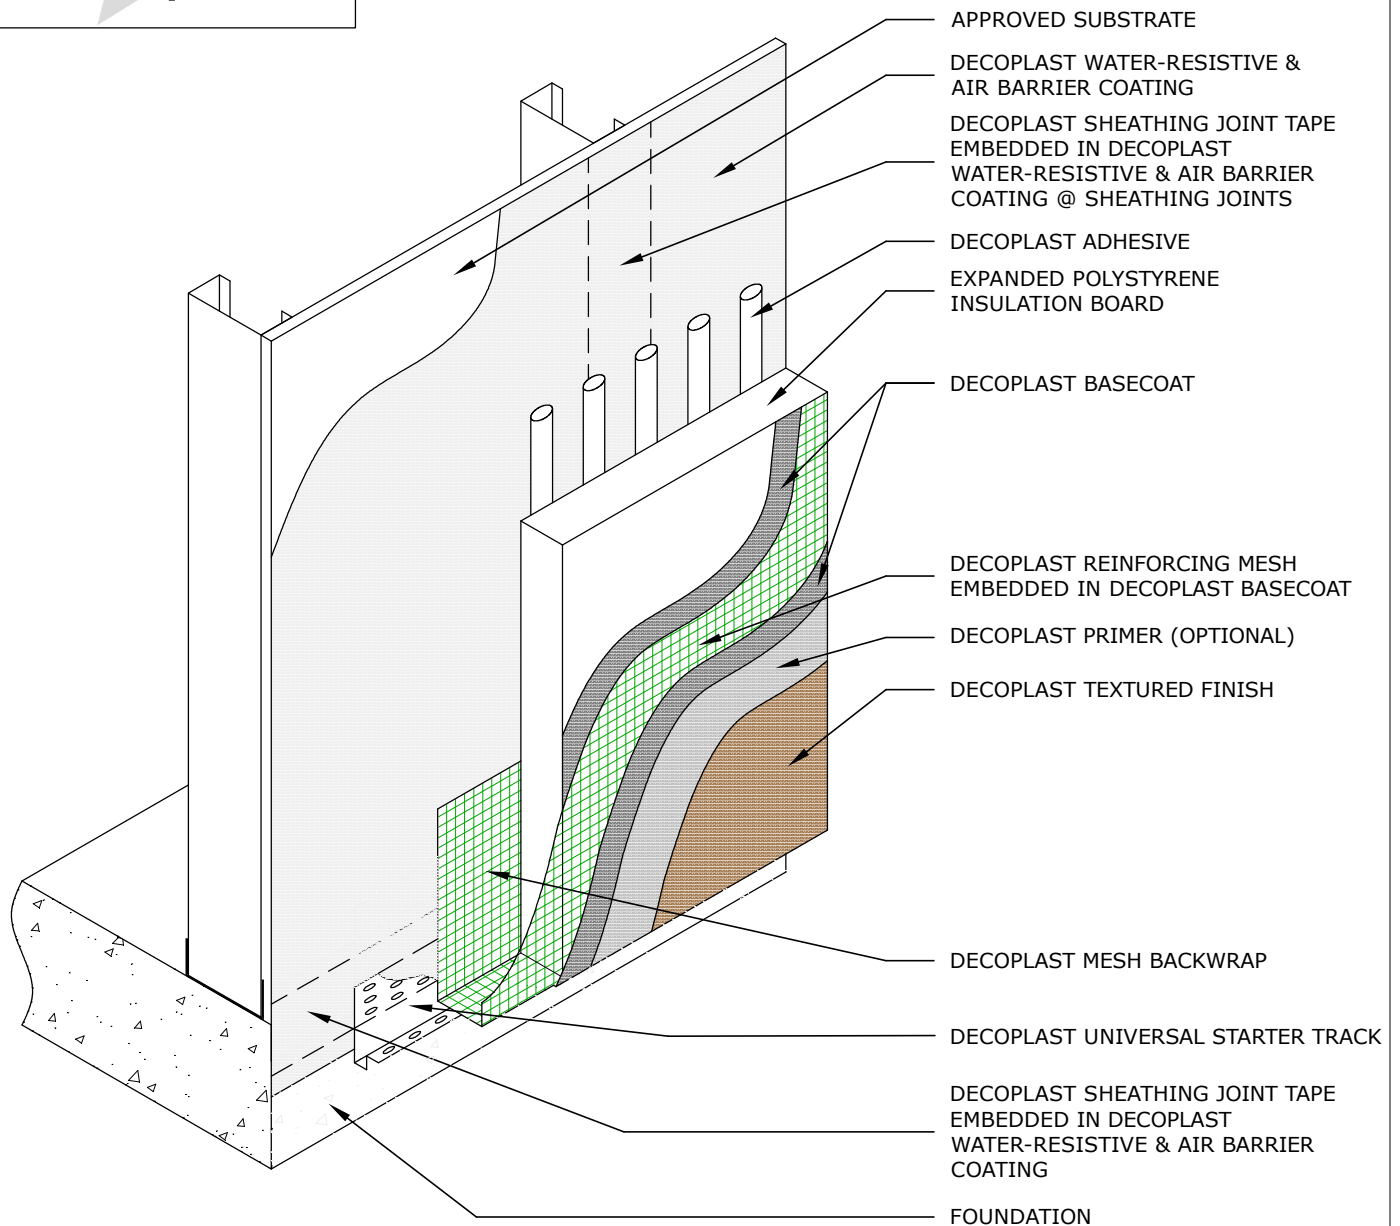 APPROVED SUBSTRATE
DECOPLAST WATER-RESISTIVE &
AIR BARRIER COATING
DECOPLAST SHEATHING JOINT TAPE
EMBEDDED IN DECOPLAST
WATER-RESISTIVE & AIR BARRIER
COATING @ SHEATHING JOINTS
DECOPLAST ADHESIVE
EXPANDED POLYSTYRENE
INSULATION BOARD
DECOPLAST BASECOAT
DECOPLAST REINFORCING MESH
EMBEDDED IN DECOPLAST BASECOAT
DECOPLAST PRIMER (OPTIONAL)
DECOPLAST TEXTURED FINISH
DECOPLAST MESH BACKWRAP
DECOPLAST UNIVERSAL STARTER TRACK
DECOPLAST SHEATHING JOINT TAPE
EMBEDDED IN DECOPLAST
WATER-RESISTIVE & AIR BARRIER
COATING
FOUNDATION